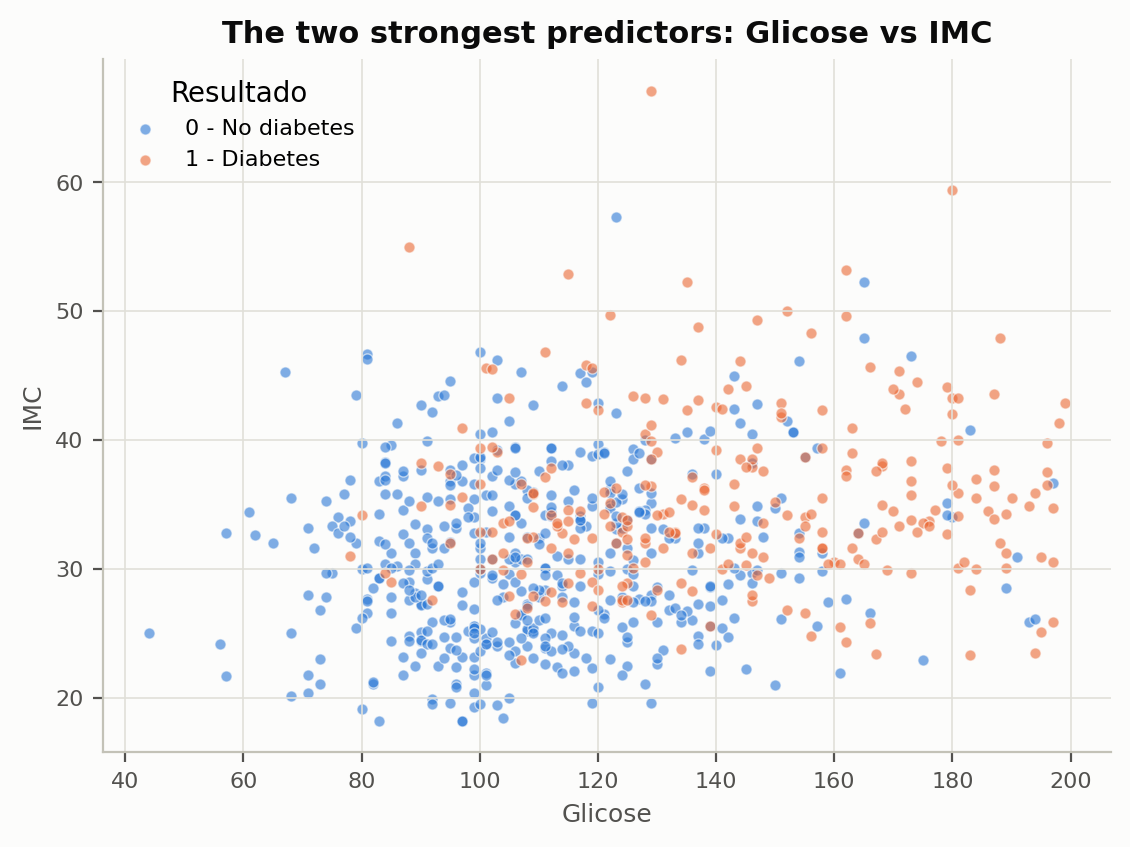 The two strongest predictors: Glicose vs IMC
Resultado
0 - No diabetes
1 - Diabetes
IMC
60
50
40
30
20
40 60 80 100 120 140 160 180 200
Glicose